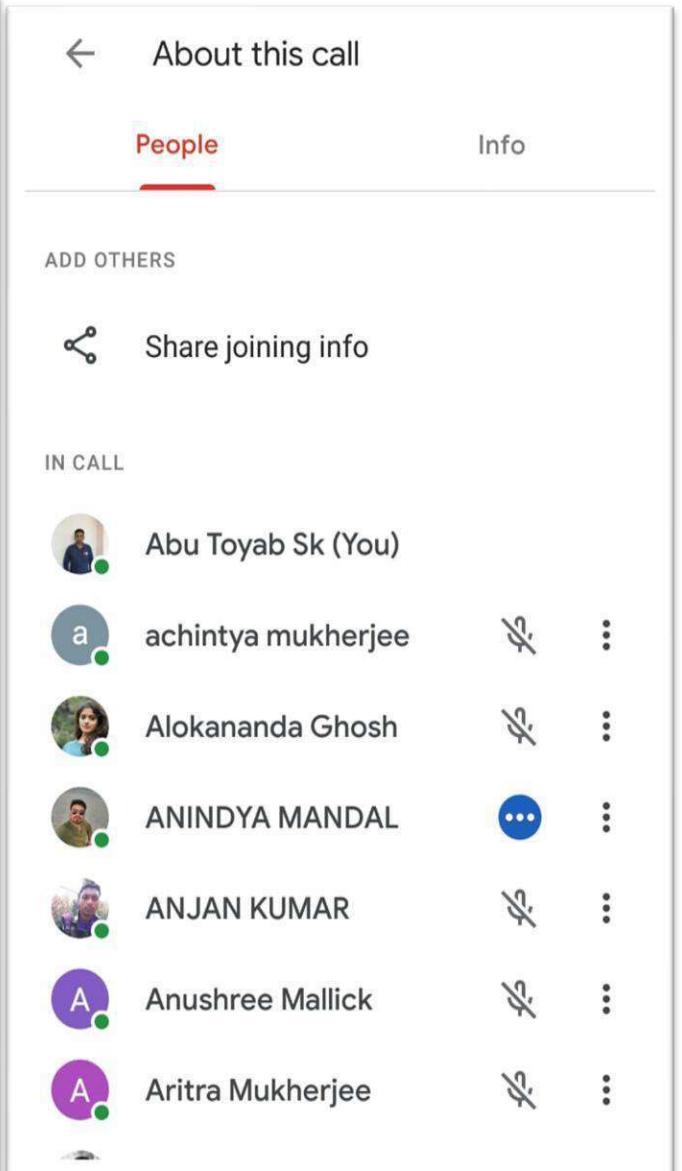 About this call
People Info
ADD OTHERS
Share joining info
IN CALL
Abu Toyab Sk (You)
a achintya mukherjee
Alokananda Ghosh
ANINDYA MANDAL
ANJAN KUMAR
A Anushree Mallick
A Aritra Mukherjee